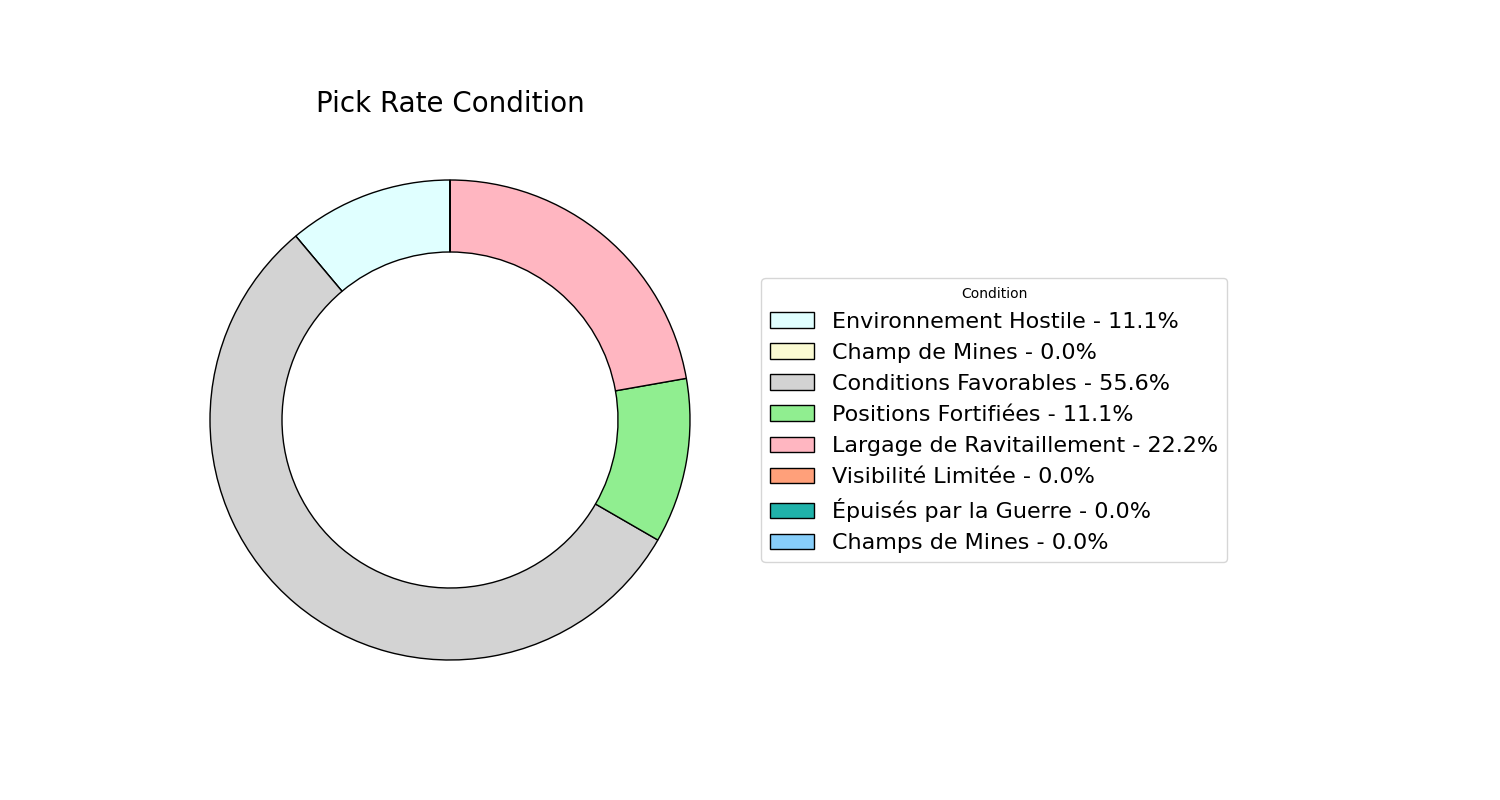 Pick Rate Condition
Condition
Environnement Hostile - 11.1%
Champ de Mines - 0.0%
Conditions Favorables - 55.6%
Positions Fortifiées - 11.1%
Largage de Ravitaillement - 22.2%
Visibilité Limitée - 0.0%
Épuisés par la Guerre - 0.0%
Champs de Mines - 0.0%